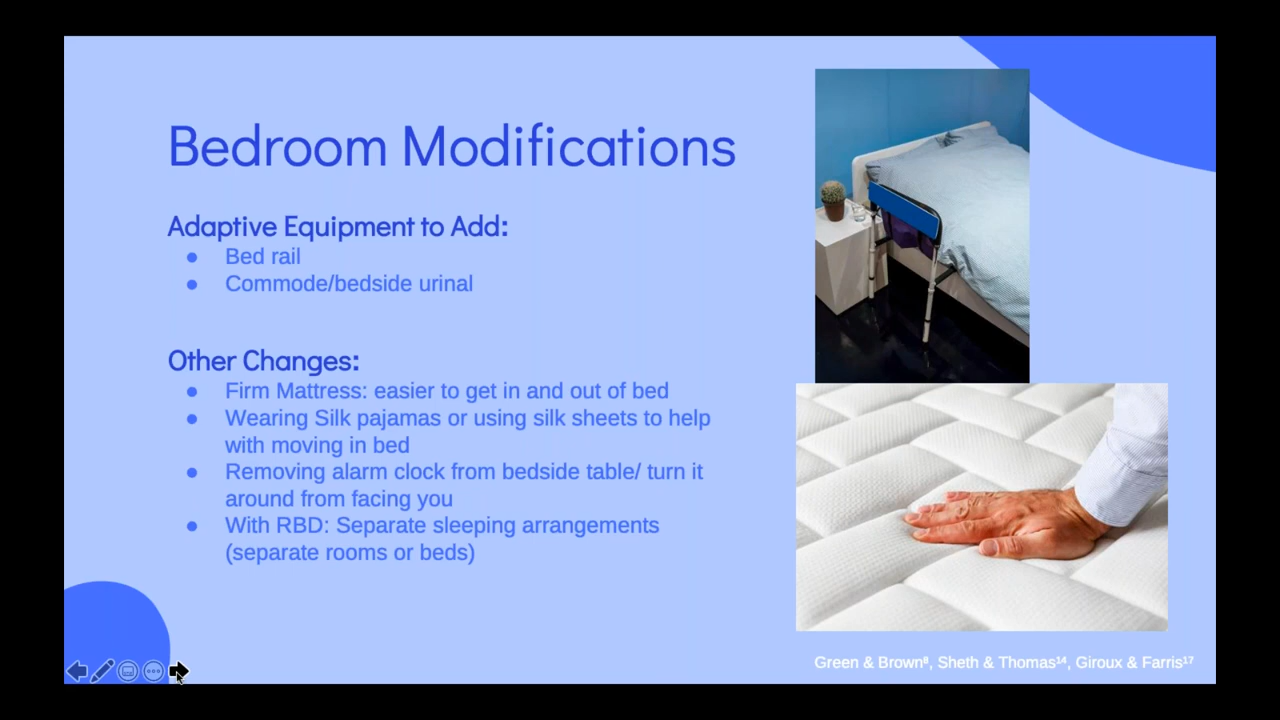 Bedroom Modifications
Adaptive Equipment to Add:
● Bed rail
● Commode/bedside urinal
Other Changes:
● Firm Mattress: easier to get in and out of bed
● Wearing Silk pajamas or using silk sheets to help
with moving in bed
● Removing alarm clock from bedside table/ turn it
around from facing you
● With RBD: Separate sleeping arrangements
(separate rooms or beds)
Green & Brown⁸, Sheth & Thomas¹⁴, Giroux & Farris¹⁷